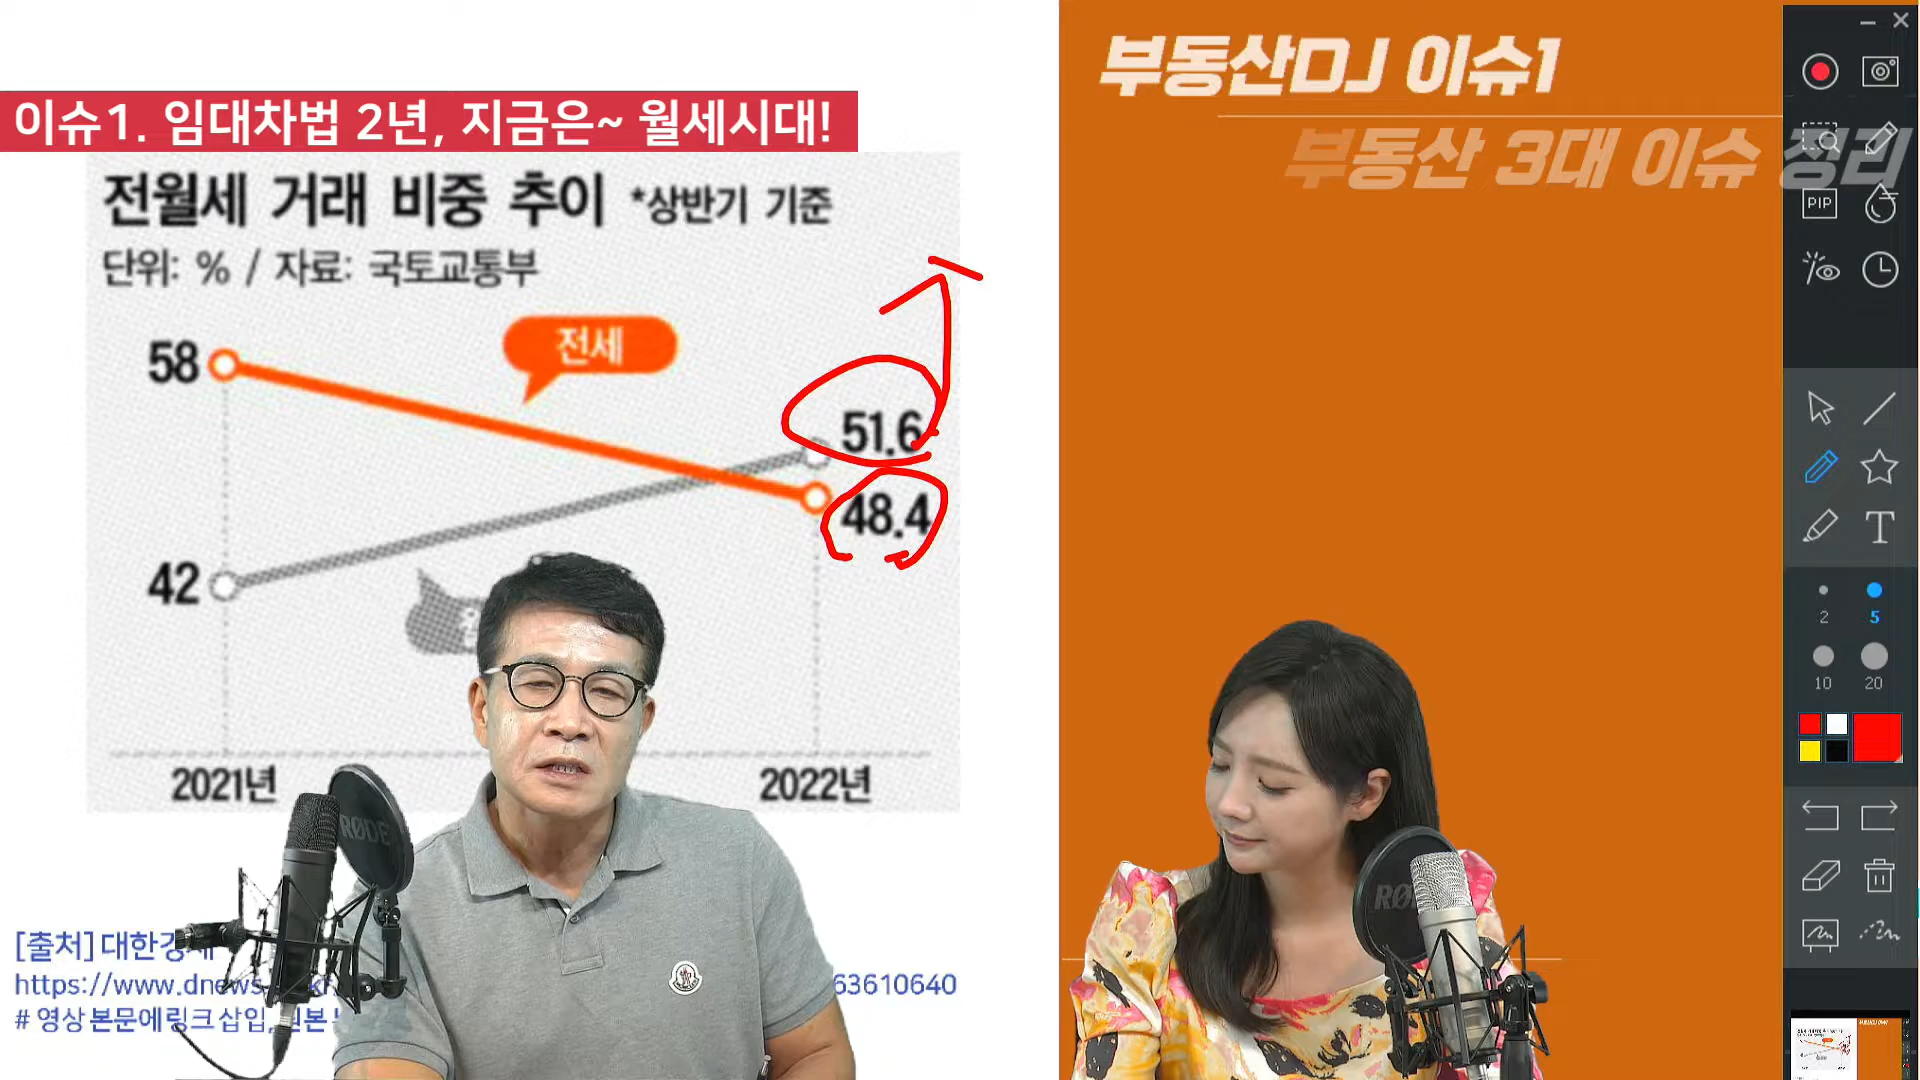 이슈1. 임대차법 2년, 지금은~ 월세시대!
전월세 거래 비중 추이 *상반기 기준
단위: % / 자료: 국토교통부
58
전세
51.6
48.4
42
2021년
2022년
RØDE
[출처] 대한경제
https://www.dnews.
63610640
# 영상 본문에 링크 삽입,
부동산DJ 이슈1
부동산 3대 이슈 정리
PIP
T
2
5
10
20